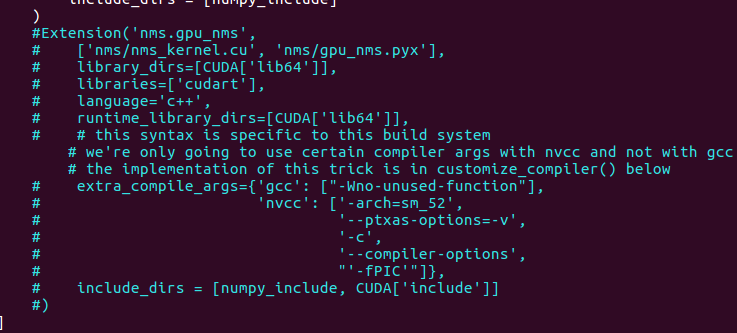 include_dirs = [numpy_include]
)
#Extension('nms.gpu_nms',
#    ['nms/nms_kernel.cu', 'nms/gpu_nms.pyx'],
#    library_dirs=[CUDA['lib64']],
#    libraries=['cudart'],
#    language='c++',
#    runtime_library_dirs=[CUDA['lib64']],
#    # this syntax is specific to this build system
# we're only going to use certain compiler args with nvcc and not with gcc
# the implementation of this trick is in customize_compiler() below
#    extra_compile_args={'gcc': ["-Wno-unused-function"],
#                        'nvcc': ['-arch=sm_52',
#                                 '--ptxas-options=-v',
#                                 '-c',
#                                 '--compiler-options',
#                                 "'-fPIC'"]},
#    include_dirs = [numpy_include, CUDA['include']]
#)
]